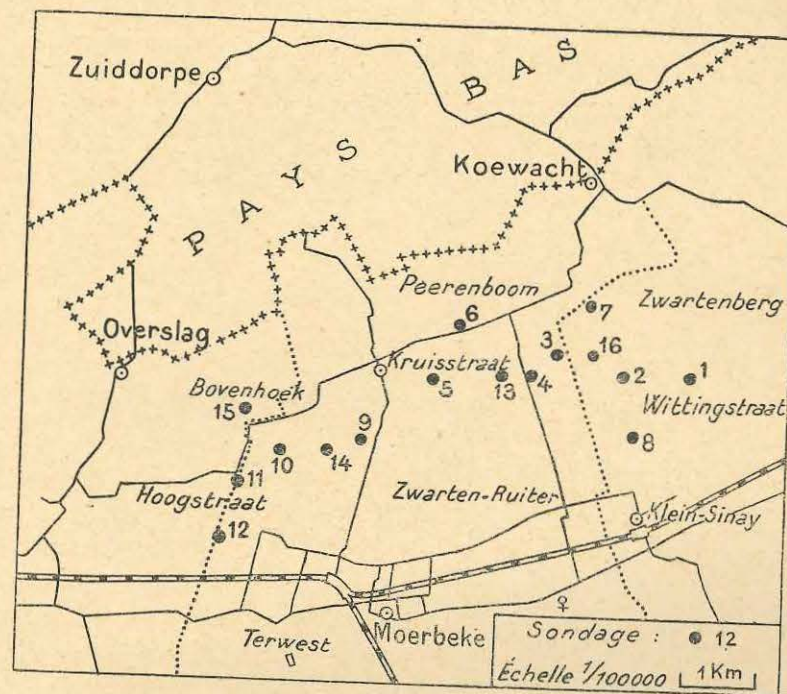 BAS
Zuiddorpe
PAYS
Koewacht
Peerenboom
Zwartenberg
6
7
Overslag
3
16
Kruisstraat
Bovenhoek
5
13
4
2
1
15
Wittingstraat
9
8
10
14
11
Hoogstraat
Zwarten-Ruiter
12
Klein-Sinay
Moerbeke
Terwest
Sondage : 12
Échelle 1/100000 1 Km